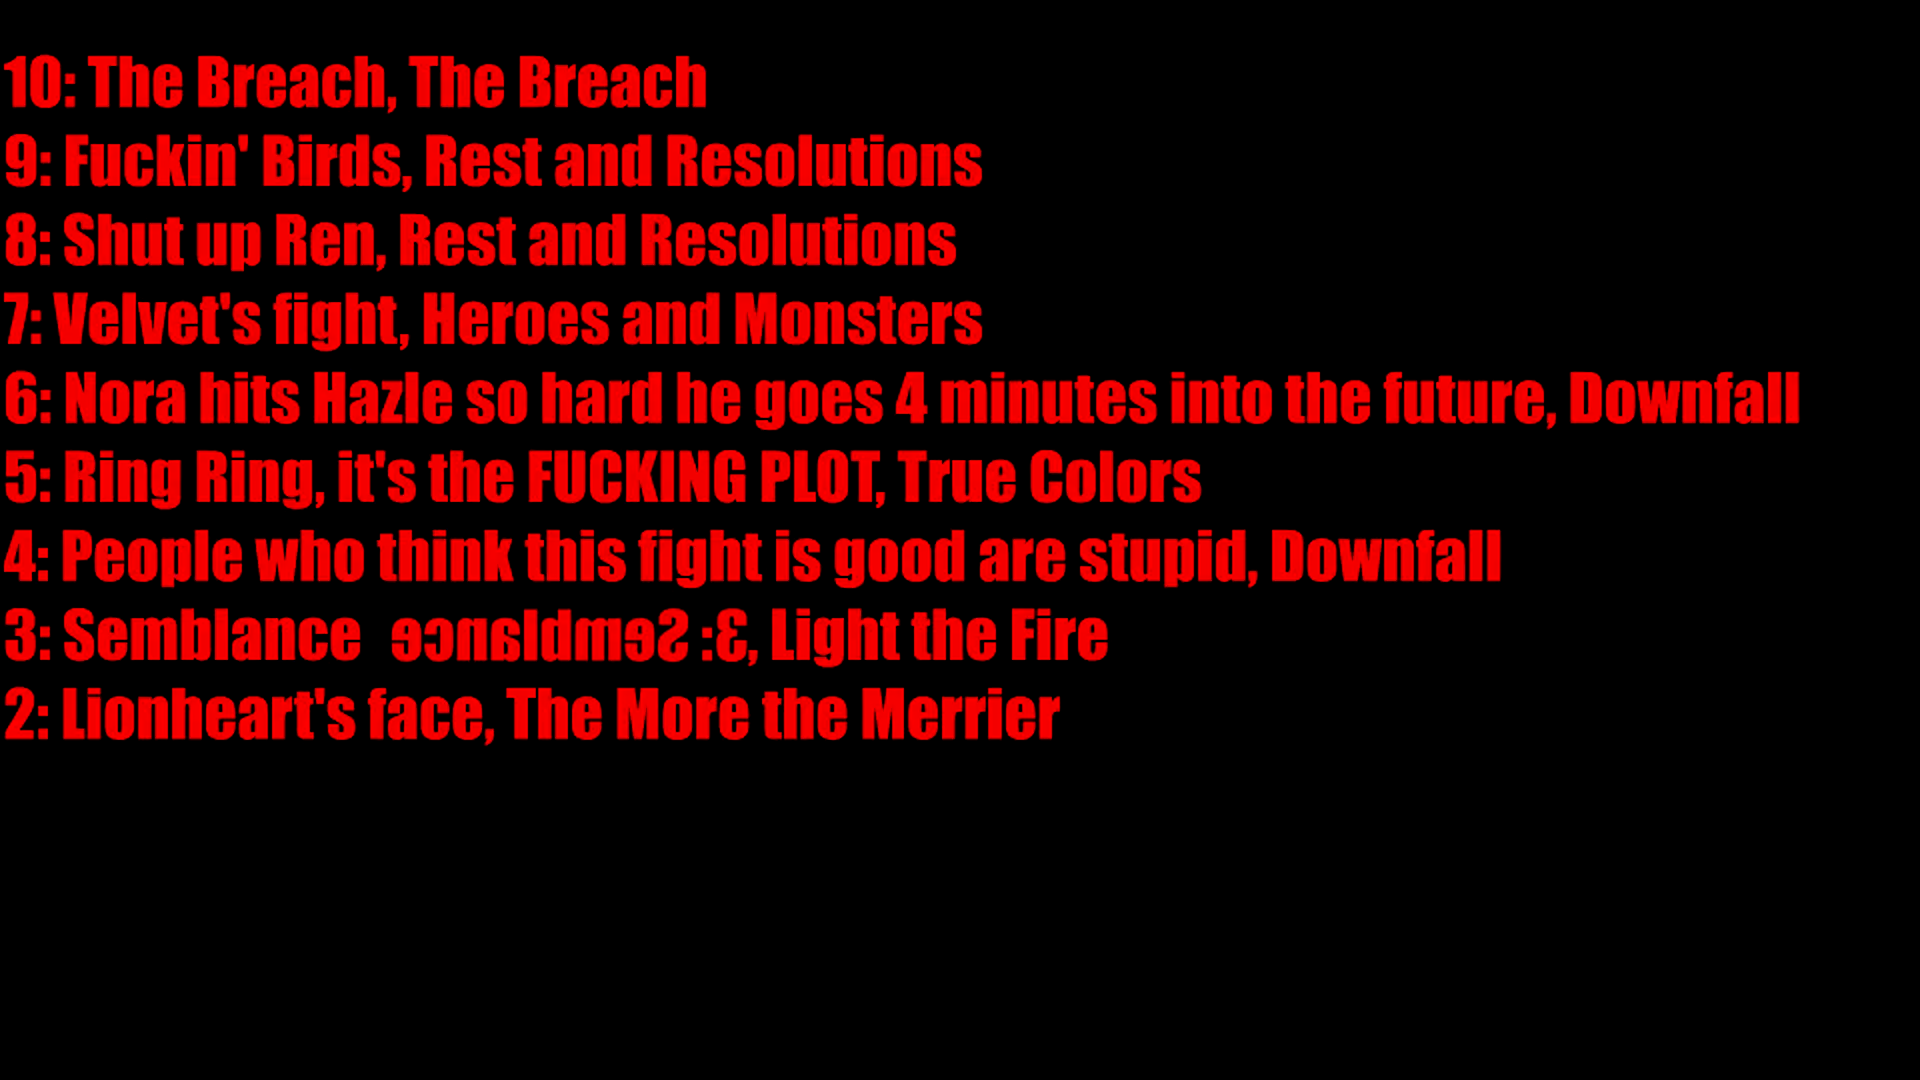 10: The Breach, The Breach
9: Fuckin' Birds, Rest and Resolutions
8: Shut up Ren, Rest and Resolutions
7: Velvet's fight, Heroes and Monsters
6: Nora hits Hazle so hard he goes 4 minutes into the future, Downfall
5: Ring Ring, it's the FUCKING PLOT, True Colors
4: People who think this fight is good are stupid, Downfall
3: Semblance 3: Semblance, Light the Fire
2: Lionheart's face, The More the Merrier